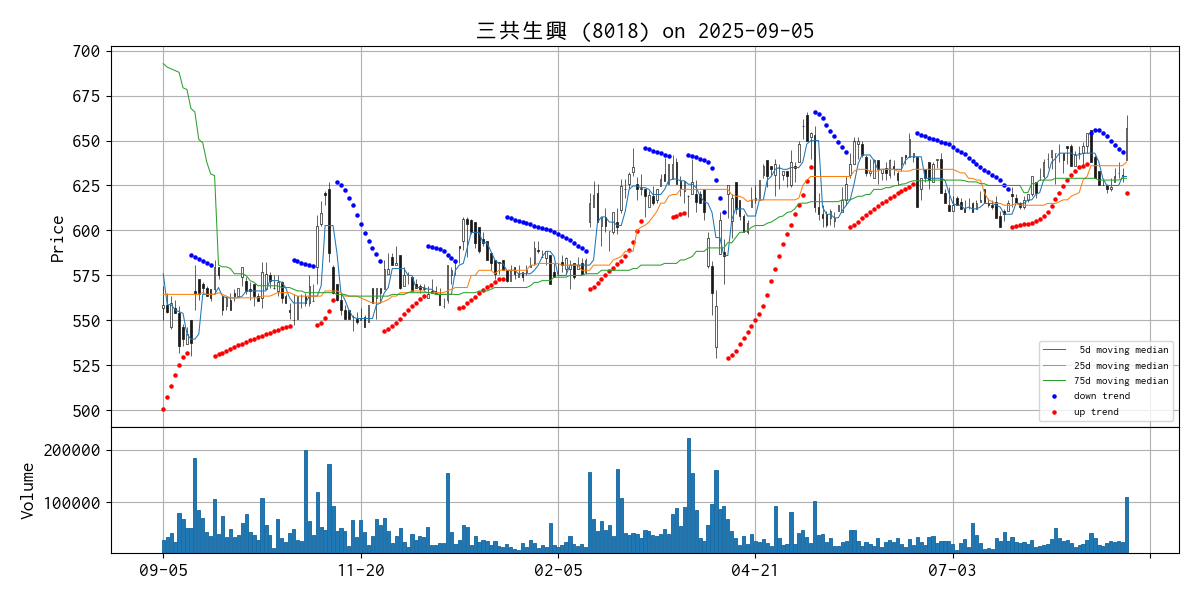 三共生興 (8018) on 2025-09-05
Price
700
675
650
625
600
575
550
525
500
5d moving median
25d moving median
75d moving median
down trend
up trend
Volume
200000
100000
09-05 11-20 02-05 04-21 07-03